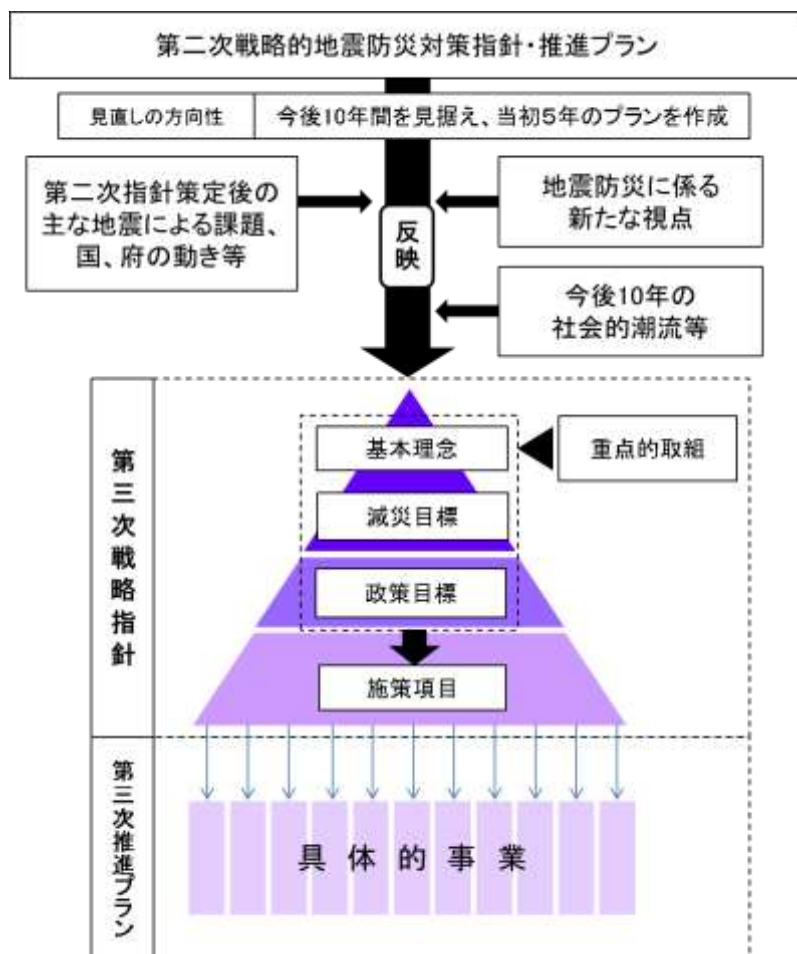 第二次戦略的地震防災対策指針・推進プラン
見直しの方向性
今後10年間を見据え、当初5年のプランを作成
第二次指針策定後の
主な地震による課題、
国、府の動き等
地震防災に係る
新たな視点
反映
今後10年の
社会的潮流等
第三次戦略指針
基本理念
重点的取組
減災目標
政策目標
施策項目
第三次推進プラン
具体的事業